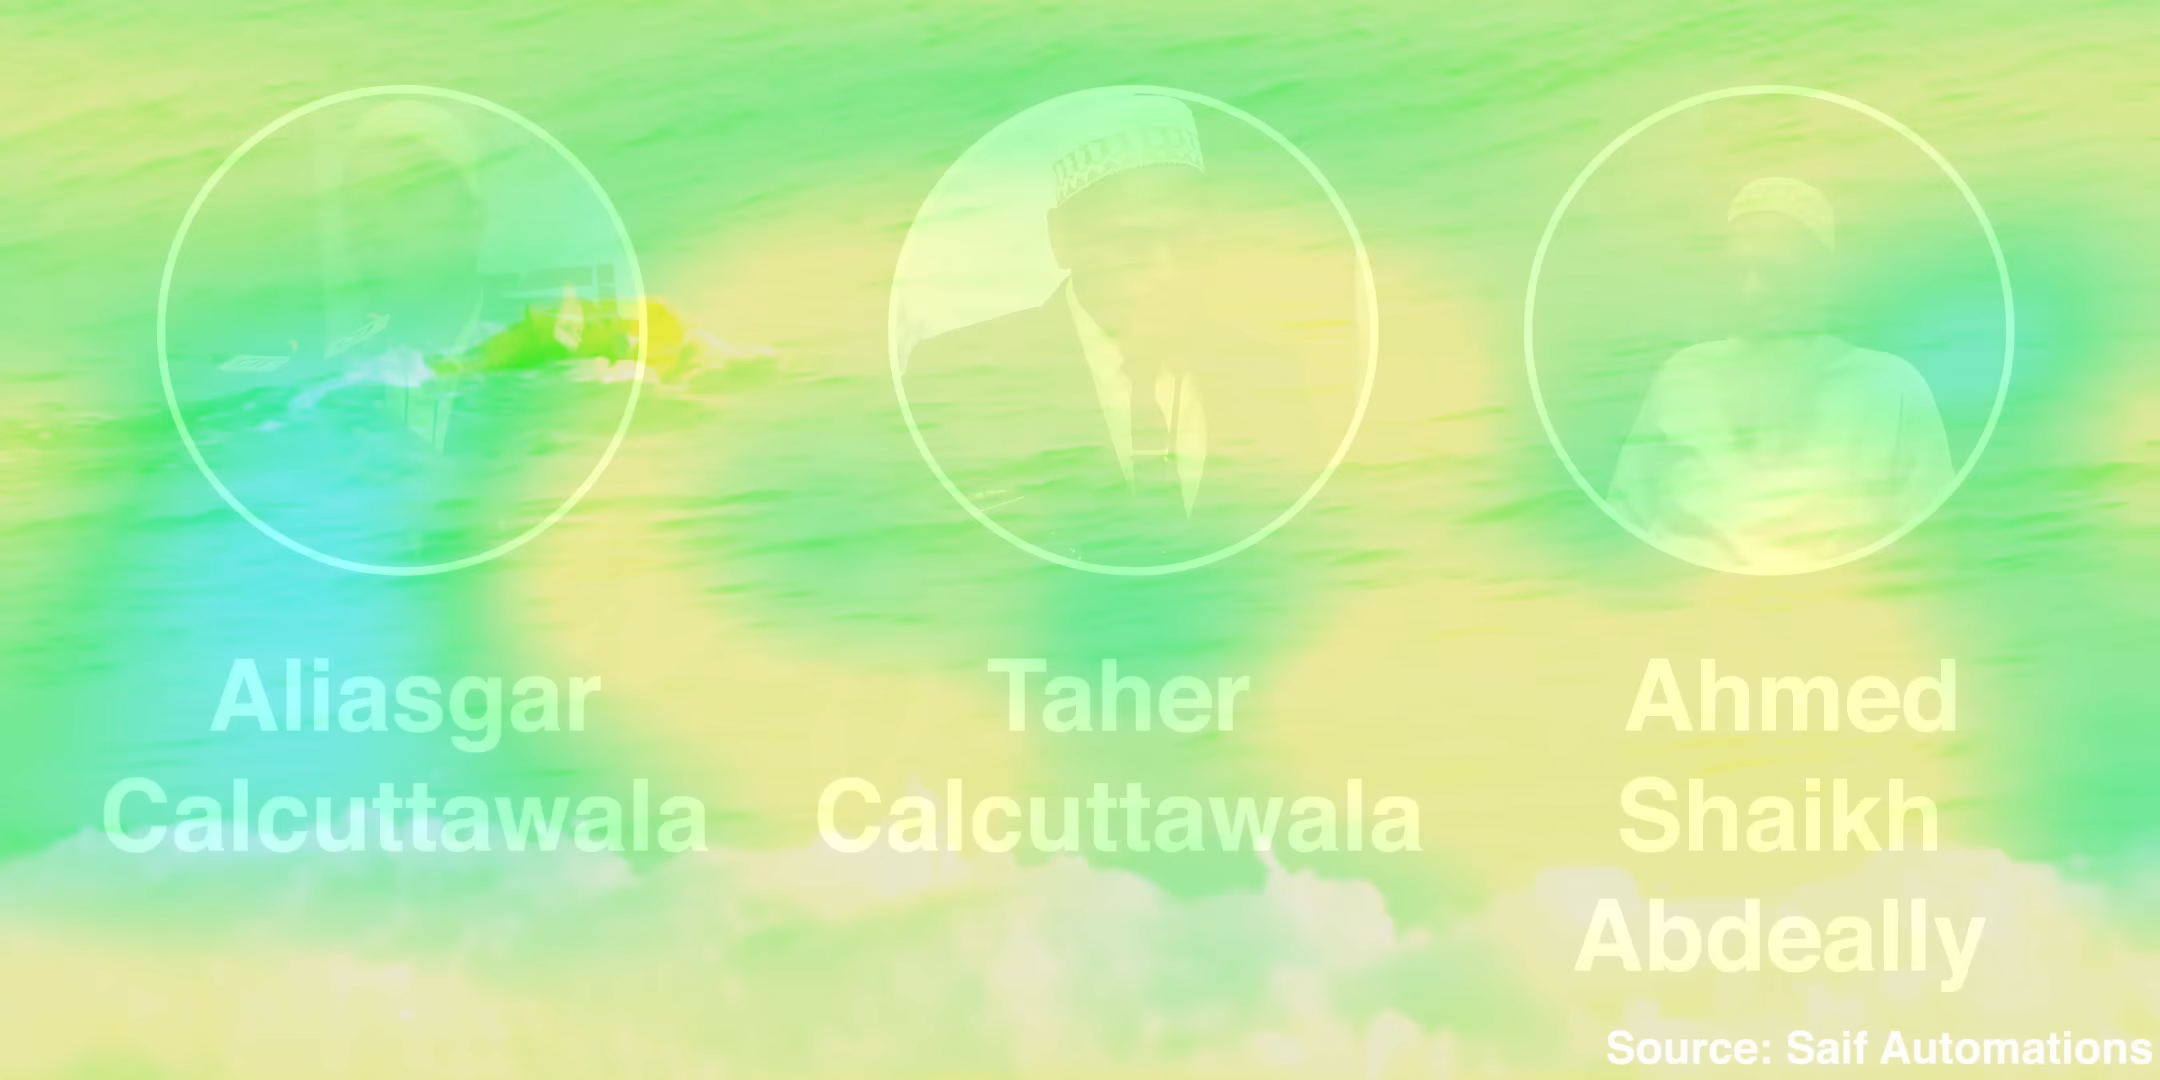 Aliasgar
Calcuttawala
Taher
Calcuttawala
Ahmed
Shaikh
Abdeally
Source: Saif Automations